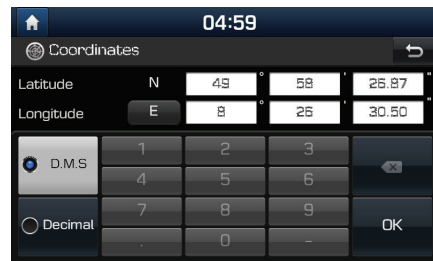 04:59
Coordinates
Latitude N 49 ° 58 ' 26.87 "
Longitude E 8 ° 26 ' 30.50 "
D.M.S 1 2 3
4 5 6
Decimal 7 8 9 OK
. 0 -